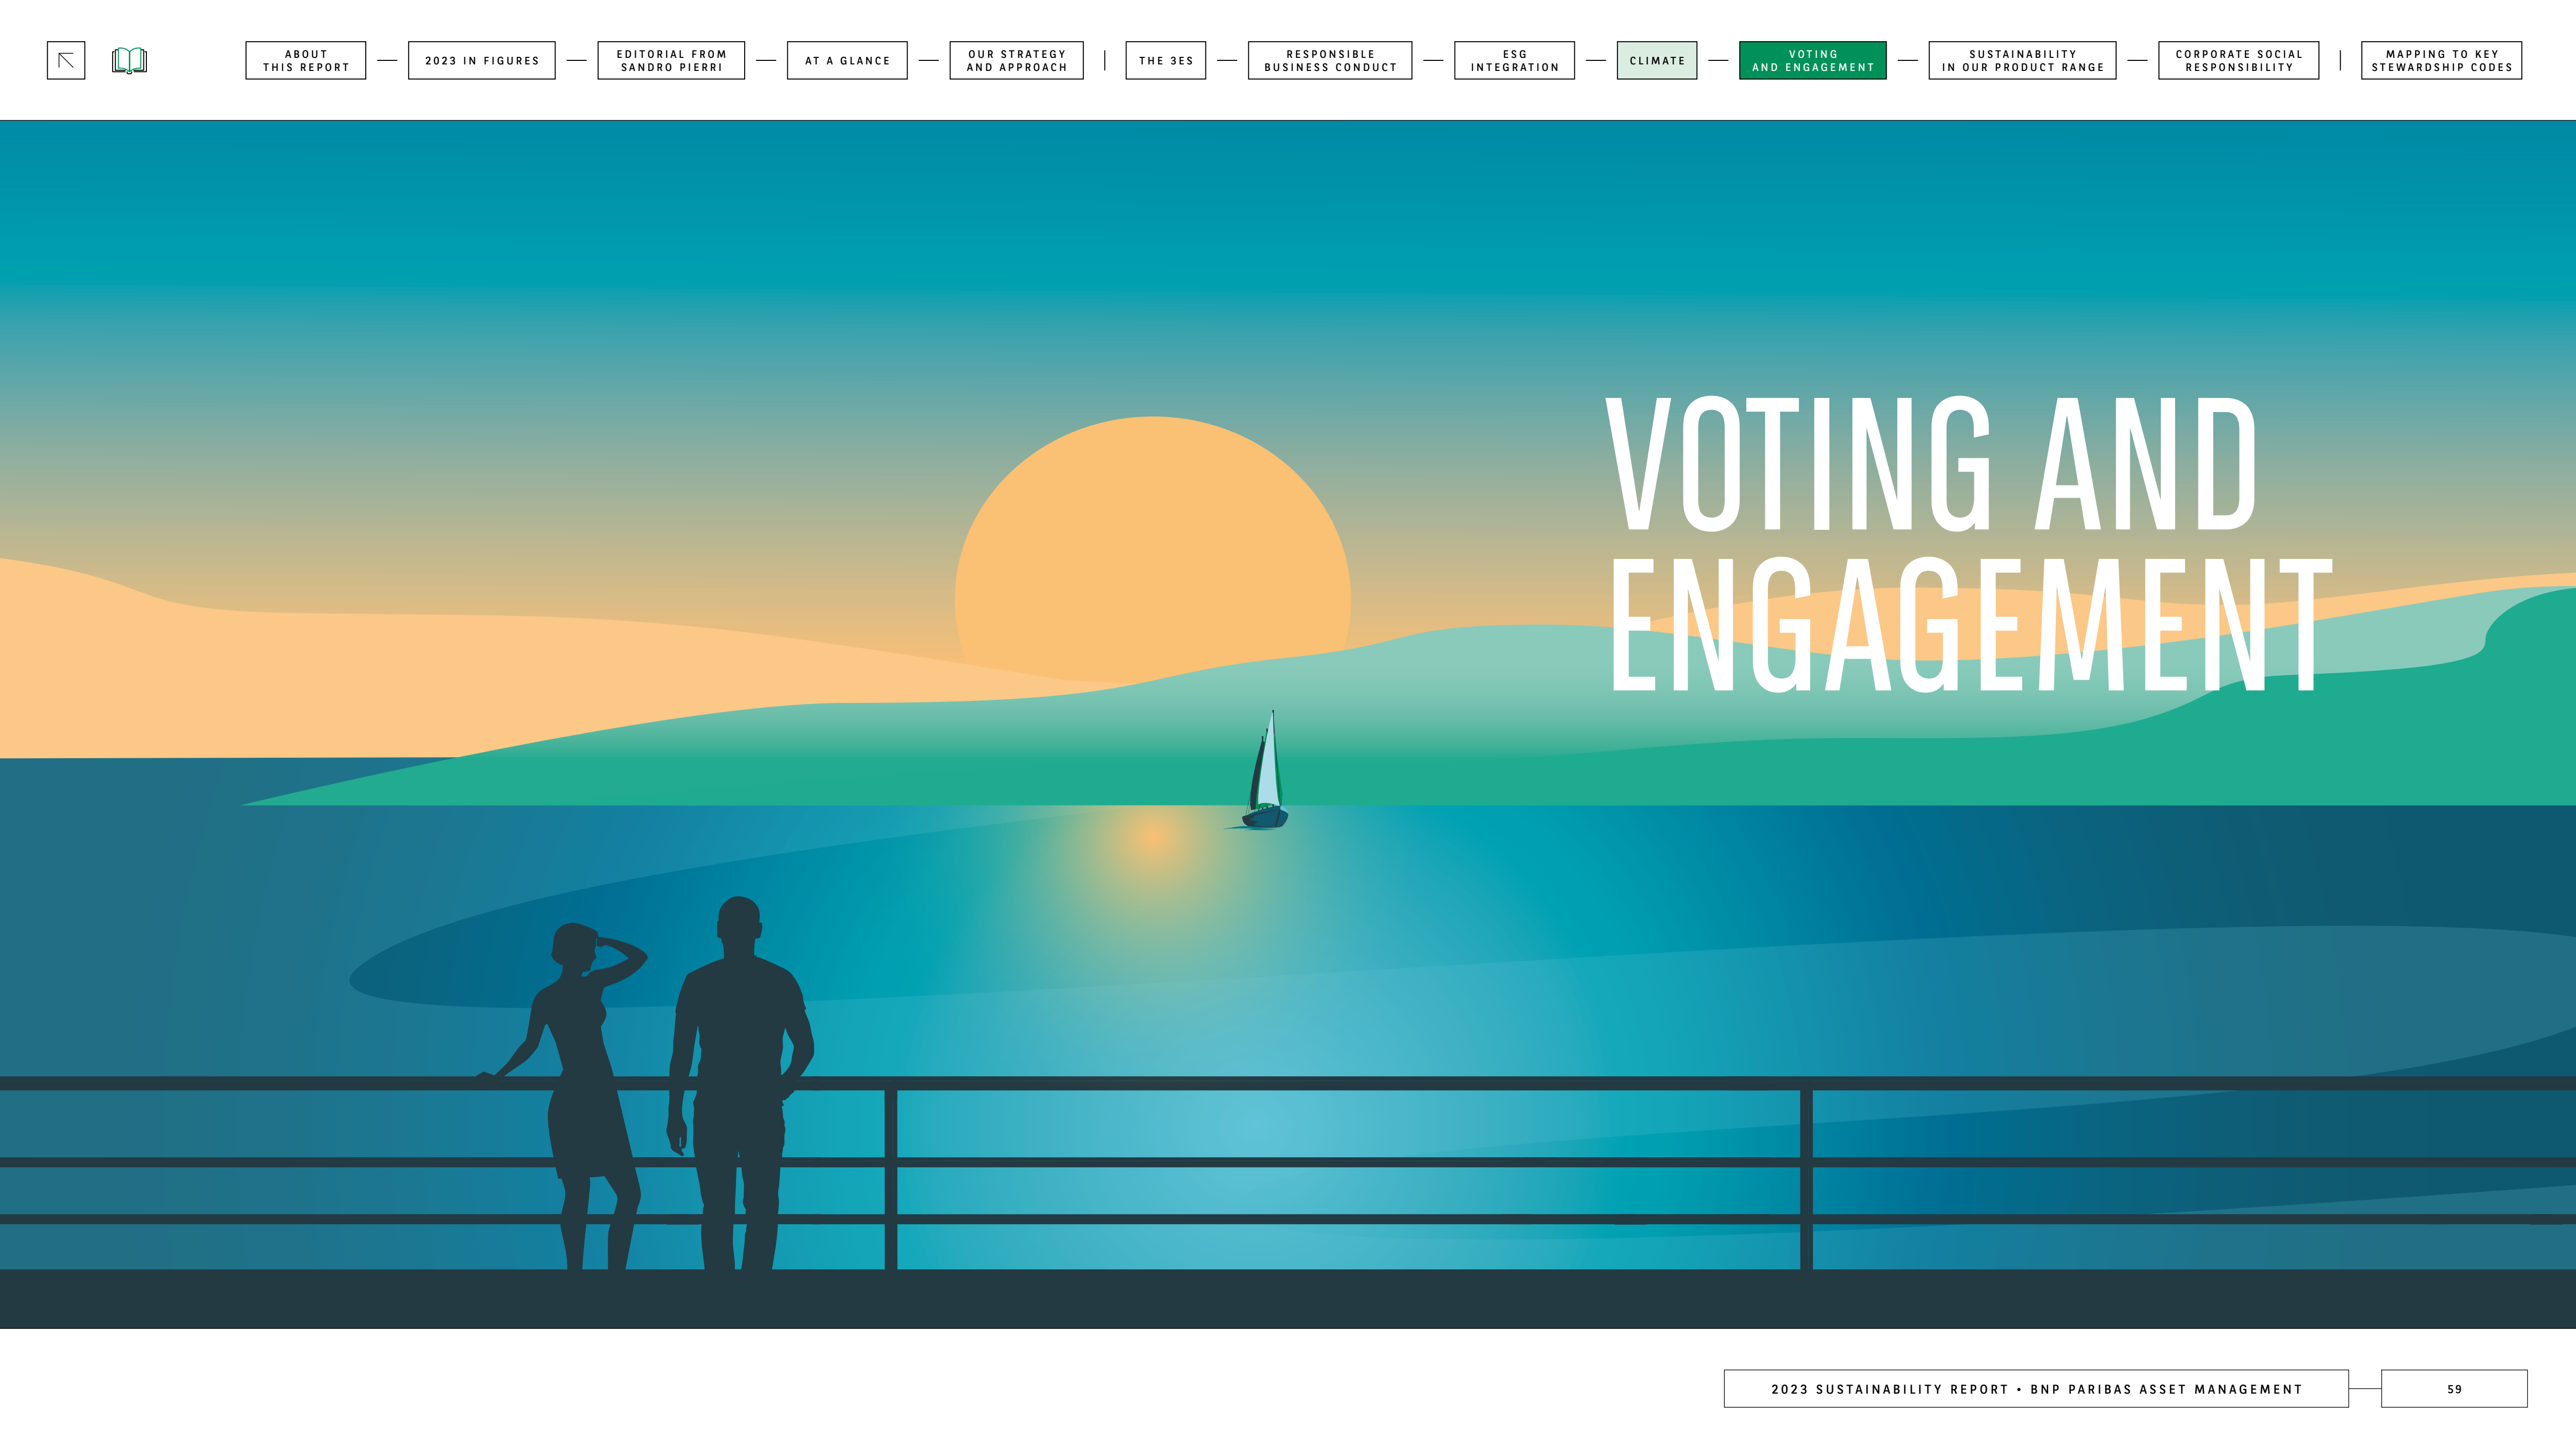 ABOUT
THIS REPORT
2023 IN FIGURES
EDITORIAL FROM
SANDRO PIERRI
AT A GLANCE
OUR STRATEGY
AND APPROACH
THE 3ES
RESPONSIBLE
BUSINESS CONDUCT
ESG
INTEGRATION
CLIMATE
VOTING
AND ENGAGEMENT
SUSTAINABILITY
IN OUR PRODUCT RANGE
CORPORATE SOCIAL
RESPONSIBILITY
MAPPING TO KEY
STEWARDSHIP CODES
VOTING AND
ENGAGEMENT
2023 SUSTAINABILITY REPORT • BNP PARIBAS ASSET MANAGEMENT
59